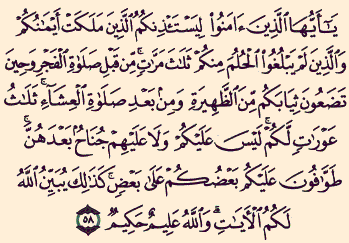 يَٰٓأَيُّهَا ٱلَّذِينَ ءَامَنُوا۟ لِيَسْتَـْٔذِنكُمُ ٱلَّذِينَ مَلَكَتْ أَيْمَٰنُكُمْ
وَٱلَّذِينَ لَمْ يَبْلُغُوا۟ ٱلْحُلُمَ مِنكُمْ ثَلَٰثَ مَرَّٰتٍۢ ۚ مِّن قَبْلِ صَلَوٰةِ ٱلْفَجْرِ وَحِينَ
تَضَعُونَ ثِيَابَكُم مِّنَ ٱلظَّهِيرَةِ وَمِنۢ بَعْدِ صَلَوٰةِ ٱلْعِشَآءِ ۚ ثَلَٰثُ
عَوْرَٰتٍۢ لَّكُمْ ۚ لَيْسَ عَلَيْكُمْ وَلَا عَلَيْهِمْ جُنَاحٌۢ بَعْدَهُنَّ ۚ
طَوَّٰفُونَ عَلَيْكُم بَعْضُكُمْ عَلَىٰ بَعْضٍۢ ۚ كَذَٰلِكَ يُبَيِّنُ ٱللَّهُ
لَكُمُ ٱلْءَايَٰتِ ۗ وَٱللَّهُ عَلِيمٌ حَكِيمٌۭ ٥٨